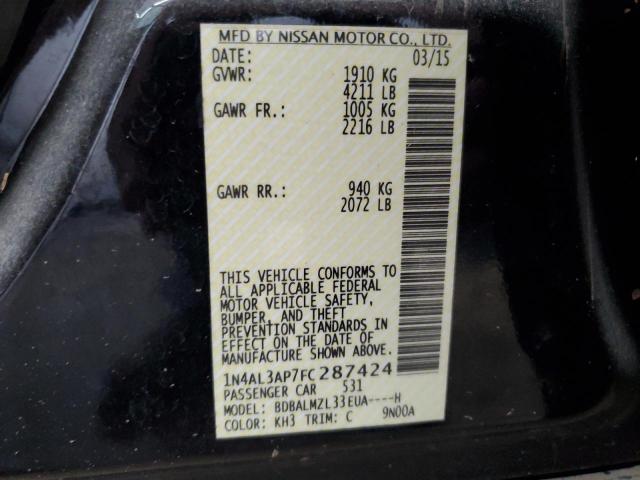 MFD BY NISSAN MOTOR CO., LTD.
DATE: 03/15
GVWR: 1910 KG
4211 LB
GAWR FR.: 1005 KG
2216 LB
GAWR RR.: 940 KG
2072 LB
THIS VEHICLE CONFORMS TO
ALL APPLICABLE FEDERAL
MOTOR VEHICLE SAFETY,
BUMPER, AND THEFT
PREVENTION STANDARDS IN
EFFECT ON THE DATE OF
MANUFACTURE SHOWN ABOVE.
1N4AL3AP7FC287424
PASSENGER CAR 531
MODEL: BDBALMZL33EUA----H
COLOR: KH3 TRIM: C 9N00A